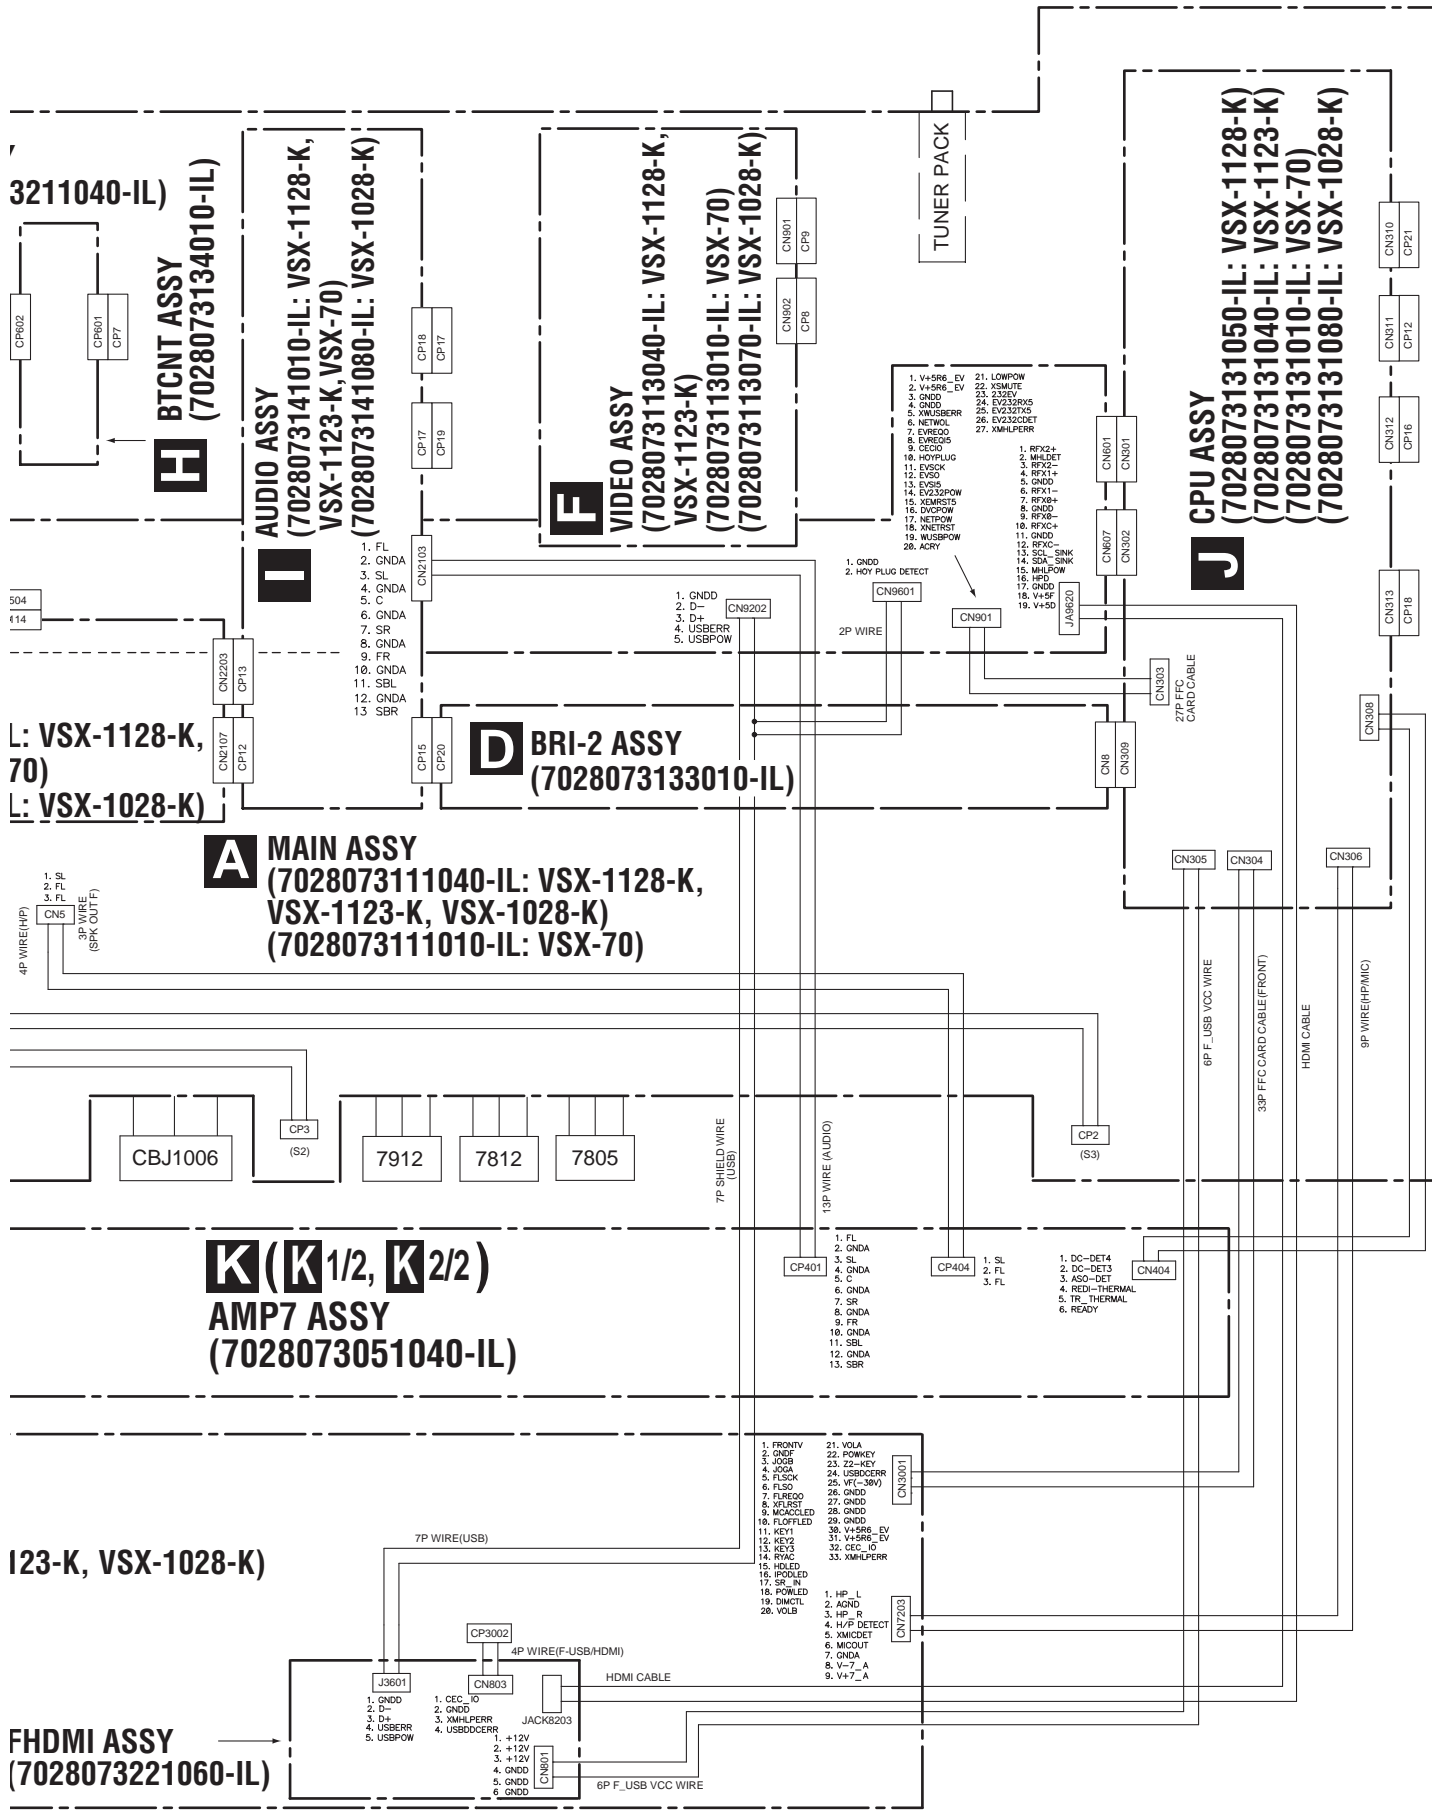 3211040-IL)
CP602
CP601
CP7
H
BTCNT ASSY
(7028073134010-IL)
I
AUDIO ASSY
(7028073141010-IL: VSX-1128-K,
VSX-1123-K,VSX-70)
(7028073141080-IL: VSX-1028-K)
CP18
CP17
CP17
CP19
CN2103
1. FL
2. GNDA
3. SL
4. GNDA
5. C
6. GNDA
7. SR
8. GNDA
9. FR
10. GNDA
11. SBL
12. GNDA
13 SBR
F
VIDEO ASSY
(7028073113040-IL: VSX-1128-K,
VSX-1123-K)
(7028073113010-IL: VSX-70)
(7028073113070-IL: VSX-1028-K)
CN901
CP9
CN902
CP8
TUNER PACK
J
CPU ASSY
(7028073131050-IL: VSX-1128-K)
(7028073131040-IL: VSX-1123-K)
(7028073131010-IL: VSX-70)
(7028073131080-IL: VSX-1028-K)
CN310
CP21
CN311
CP12
CN312
CP16
CN313
CP18
CN308
1. V+5R6_EV
2. V+5R6_EV
3. GNDD
4. GNDD
5. XWUSBERR
6. NETWOL
7. EVREQO
8. EVREQI5
9. CECIO
10. HOYPLUG
11. EVSCK
12. EVSO
13. EVSI5
14. EV232POW
15. XEMRST5
16. DVCPOW
17. NETPOW
18. XNETRST
19. WUSBPOW
20. ACRY
21. LOWPOW
22. XSMUTE
23. 232EV
24. EV232RX5
25. EV232TX5
26. EV232CDET
27. XMHLPERR
1. RFX2+
2. MHLDET
3. RFX2-
4. RFX1+
5. GNDD
6. RFX1-
7. RFX0+
8. GNDD
9. RFX0-
10. RFXC+
11. GNDD
12. RFXC-
13. SCL_SINK
14. SDA_SINK
15. MHLPOW
16. HPD
17. GNDD
18. V+5F
19. V+5D
JA9620
CN601
CN301
CN607
CN302
1. GNDD
2. HOY PLUG DETECT
CN9601
2P WIRE
CN901
1. GNDD
2. D-
3. D+
4. USBERR
5. USBPOW
CN9202
CN303
27P FFC
CARD CABLE
504
414
CN2203
CP13
CN2107
CP12
CP15
CP20
L: VSX-1128-K,
70)
L: VSX-1028-K)
D
BRI-2 ASSY
(7028073133010-IL)
CN8
CN309
A
MAIN ASSY
(7028073111040-IL: VSX-1128-K,
VSX-1123-K, VSX-1028-K)
(7028073111010-IL: VSX-70)
CN305
CN304
CN306
1. SL
2. FL
3. FL
CN5
4P WIRE(H/P)
3P WIRE
(SPK OUT F)
6P F_USB VCC WIRE
33P FFC CARD CABLE(FRONT)
HDMI CABLE
9P WIRE(HP/MIC)
CBJ1006
CP3
(S2)
7912
7812
7805
7P SHIELD WIRE
(USB)
13P WIRE (AUDIO)
CP2
(S3)
K ( K 1/2, K 2/2 )
AMP7 ASSY
(7028073051040-IL)
CP401
1. FL
2. GNDA
3. SL
4. GNDA
5. C
6. GNDA
7. SR
8. GNDA
9. FR
10. GNDA
11. SBL
12. GNDA
13. SBR
CP404
1. SL
2. FL
3. FL
1. DC-DET4
2. DC-DET3
3. ASO-DET
4. REDI-THERMAL
5. TR_THERMAL
6. READY
CN404
1. FRONTV
2. GNDF
3. JOGB
4. JOGA
5. FLSCK
6. FLSO
7. FLREQO
8. XFLRST
9. MCACCLED
10. FLOFFLED
11. KEY1
12. KEY2
13. KEY3
14. RYAC
15. HDLED
16. IPODLED
17. SR_IN
18. POWLED
19. DIMCTL
20. VOLB
21. VOLA
22. POWKEY
23. Z2-KEY
24. USBDCERR
25. VF(-30V)
26. GNDD
27. GNDD
28. GNDD
29. GNDD
30. V+5R6_EV
31. V+5R6_EV
32. CEC_IO
33. XMHLPERR
CN3001
1. HP_L
2. AGND
3. HP_R
4. H/P DETECT
5. XMICDET
6. MICOUT
7. GNDA
8. V-7_A
9. V+7_A
CN7203
7P WIRE(USB)
123-K, VSX-1028-K)
CP3002
4P WIRE(F-USB/HDMI)
J3601
1. GNDD
2. D-
3. D+
4. USBERR
5. USBPOW
CN803
1. CEC_IO
2. GNDD
3. XMHLPERR
4. USBDDCERR
JACK8203
HDMI CABLE
1. +12V
2. +12V
3. +12V
4. GNDD
5. GNDD
6 GNDD
CN801
6P F_USB VCC WIRE
FHDMI ASSY
(7028073221060-IL)